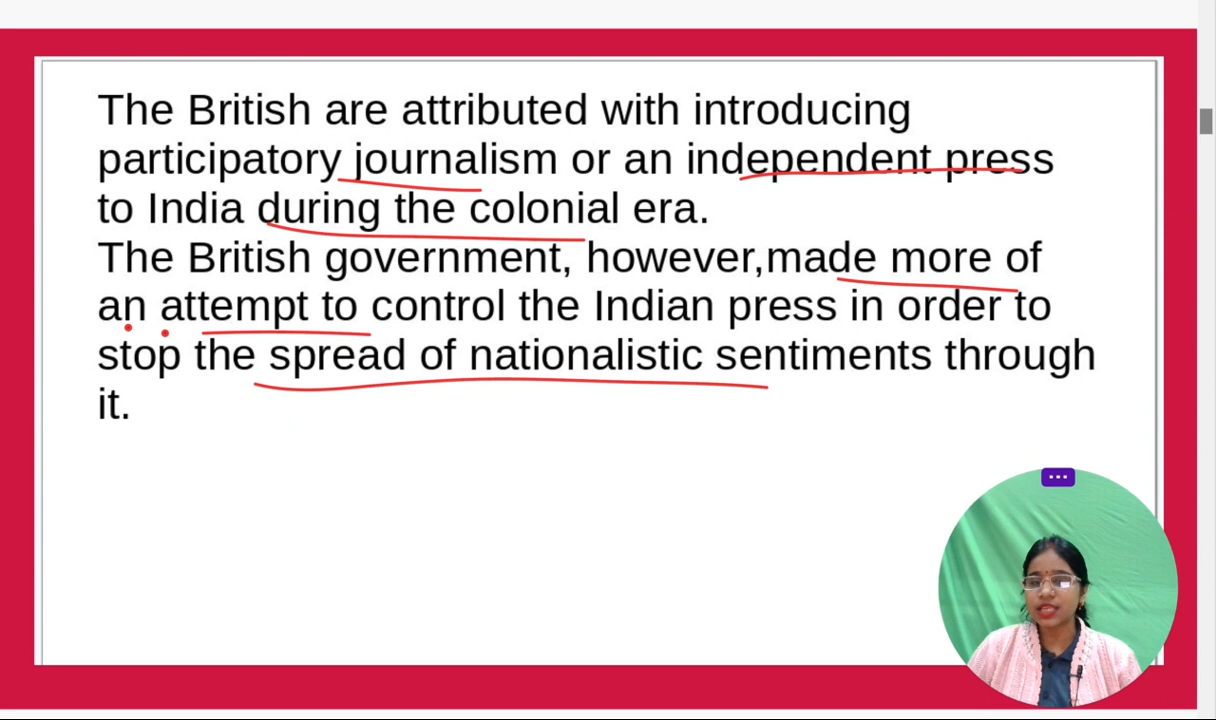 The British are attributed with introducing
participatory journalism or an independent press
to India during the colonial era.
The British government, however,made more of
an attempt to control the Indian press in order to
stop the spread of nationalistic sentiments through
it.